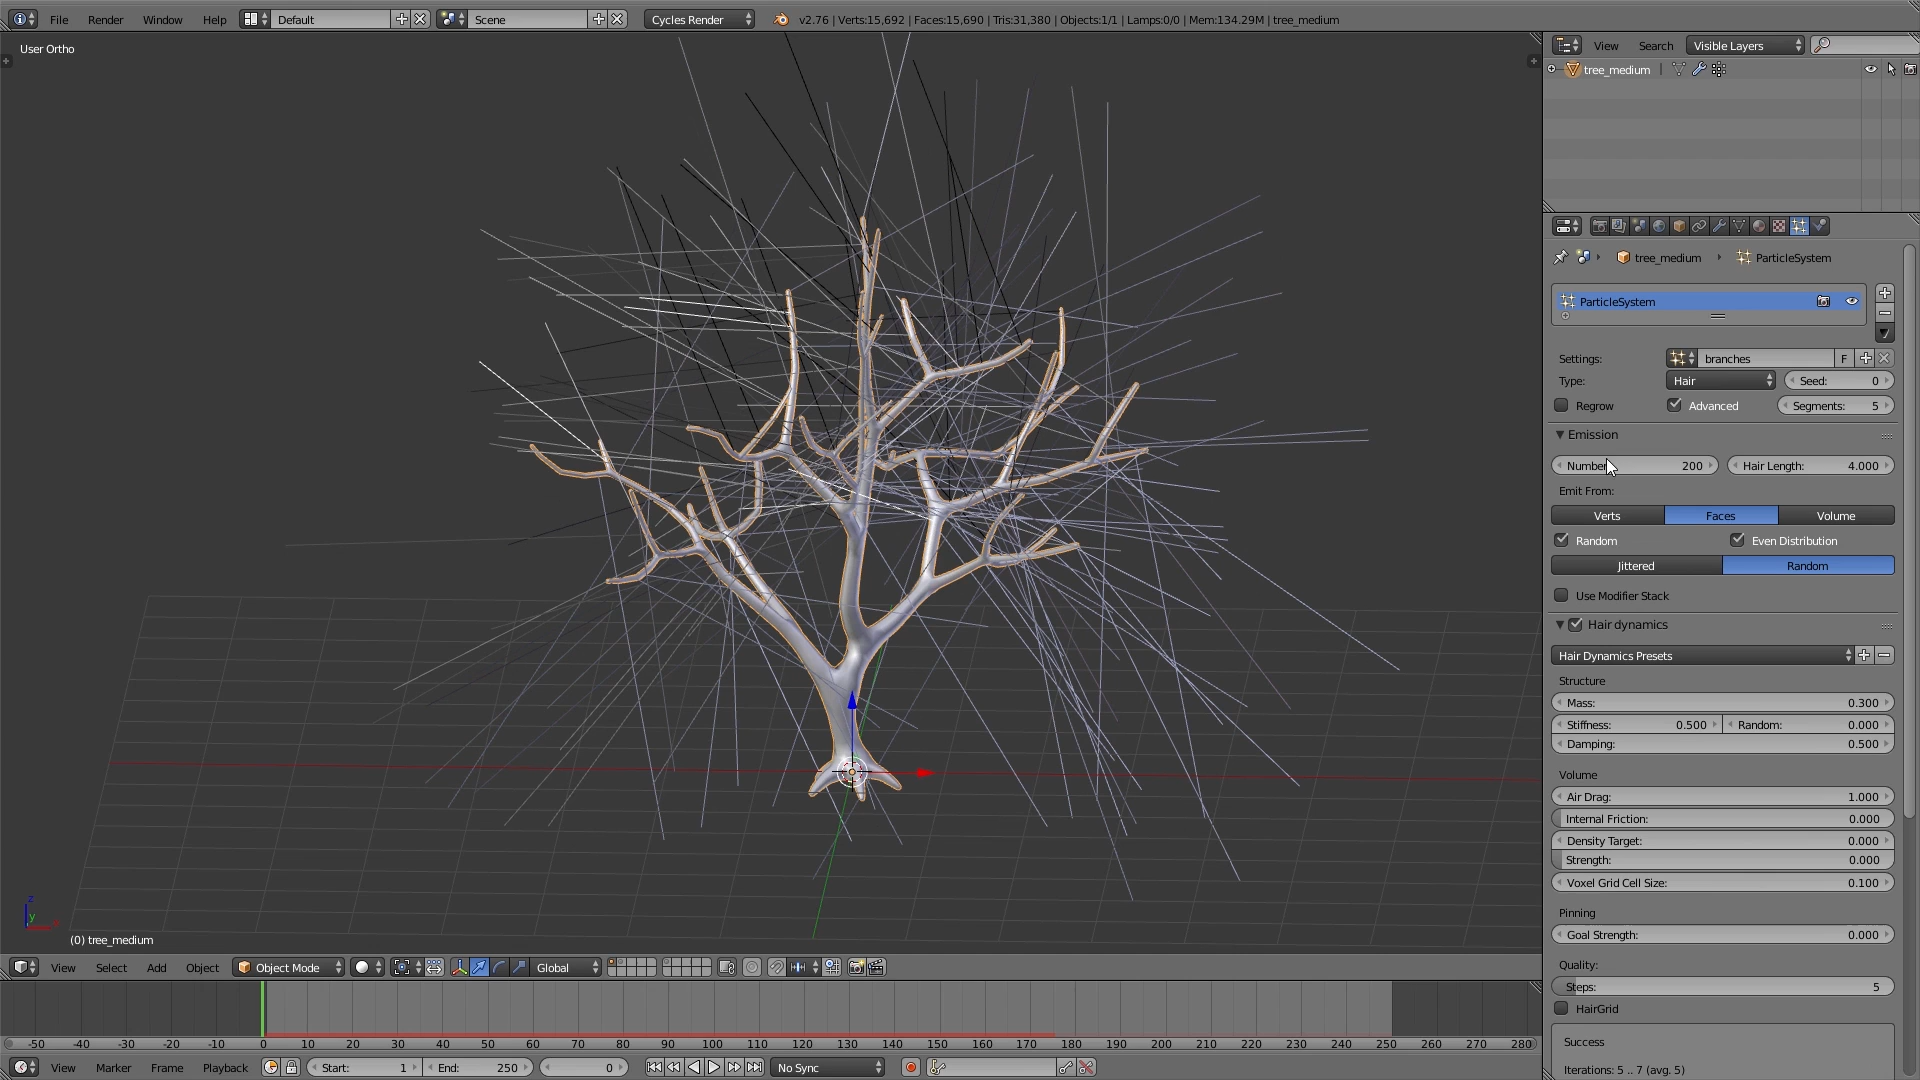 File Render Window Help Default Scene Cycles Render v2.76 | Verts:15,692 | Faces:15,690 | Tris:31,380 | Objects:1/1 | Lamps:0/0 | Mem:134.29M | tree_medium
User Ortho
View Search Visible Layers
tree_medium
tree_medium ParticleSystem
ParticleSystem
Settings: branches F
Type: Hair Seed: 0
Regrow Advanced Segments: 5
Emission
Number 200 Hair Length: 4.000
Emit From:
Verts Faces Volume
Random Even Distribution
Jittered Random
Use Modifier Stack
Hair dynamics
Hair Dynamics Presets
Structure
Mass: 0.300
Stiffness: 0.500 Random: 0.000
Damping: 0.500
Volume
Air Drag: 1.000
Internal Friction: 0.000
Density Target: 0.000
Strength: 0.000
Voxel Grid Cell Size: 0.100
Pinning
Goal Strength: 0.000
Quality:
Steps: 5
HairGrid
Success
Iterations: 5 .. 7 (avg. 5)
z
y
(0) tree_medium
View Select Add Object Object Mode Global
-50 -40 -30 -20 -10 0 10 20 30 40 50 60 70 80 90 100 110 120 130 140 150 160 170 180 190 200 210 220 230 240 250 260 270 280
View Marker Frame Playback Start: 1 End: 250 0 No Sync